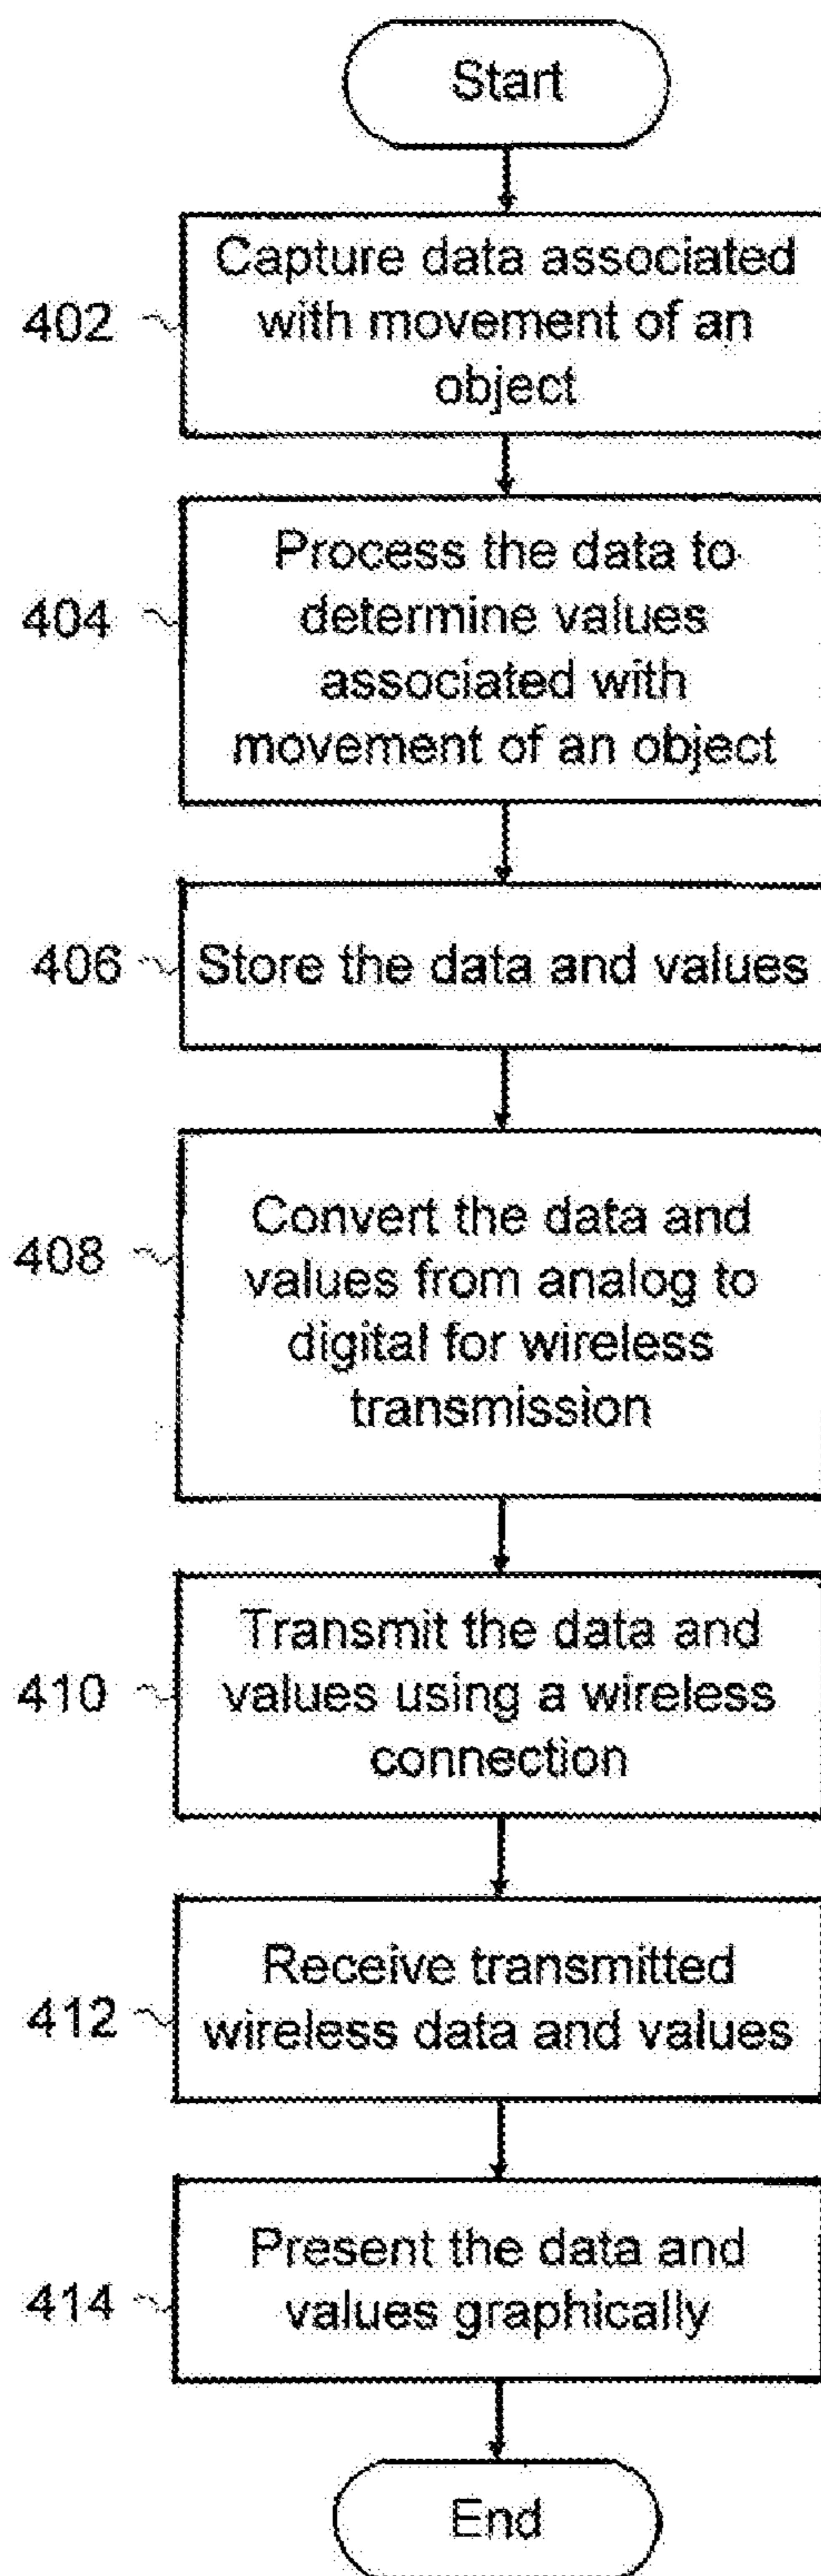 Start
Capture data associated
402
with movement of an
object
Process the data to
404
determine values
associated with
movement of an object
406
Store the data and values
Convert the data and
408
values from analog to
digital for wireless
transmission
Transmit the data and
410
values using a wireless
connection
Receive transmitted
412
wireless data and values
Present the data and
414
values graphically
End